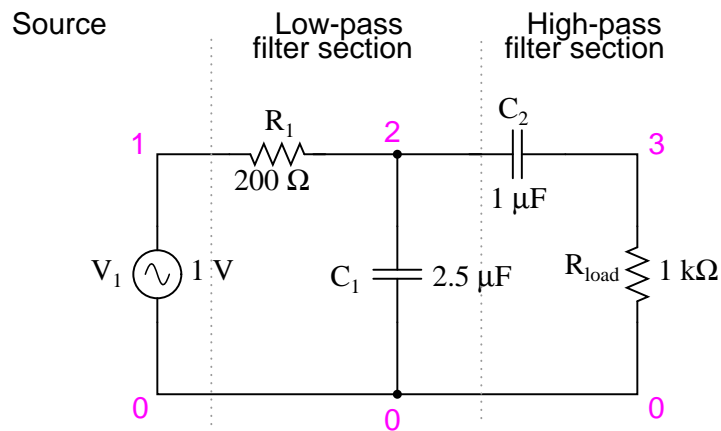 Source
Low-pass
filter section
High-pass
filter section
1
R1
200 Ω
2
C2
1 μF
3
V1
1 V
C1
2.5 μF
Rload
1 kΩ
0
0
0